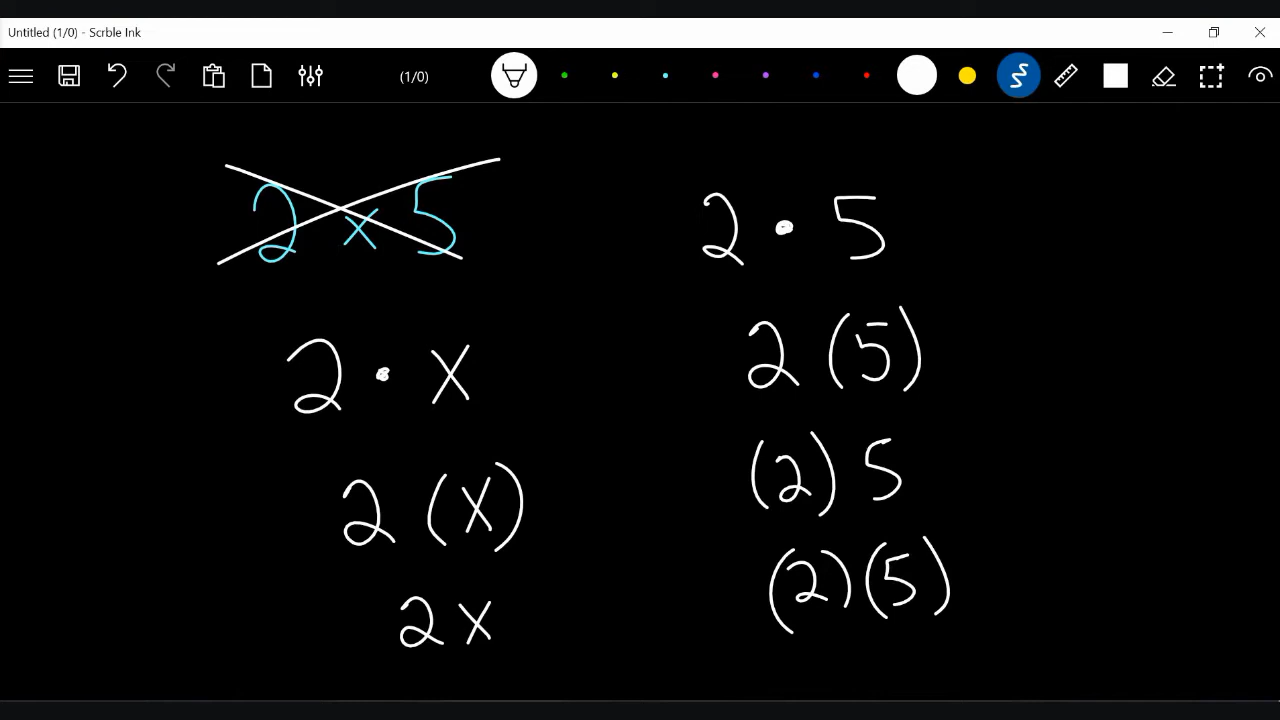 Untitled (1/0) - Scrble Ink
(1/0)
2 x 5
2 • x
2 (x)
2x
2 • 5
2 (5)
(2) 5
(2)(5)